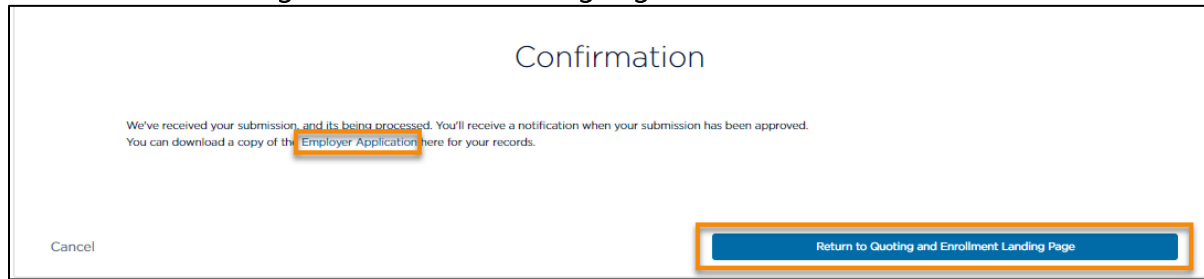 Confirmation
We've received your submission, and its being processed. You'll receive a notification when your submission has been approved.
You can download a copy of the Employer Application here for your records.
Cancel
Return to Quoting and Enrollment Landing Page